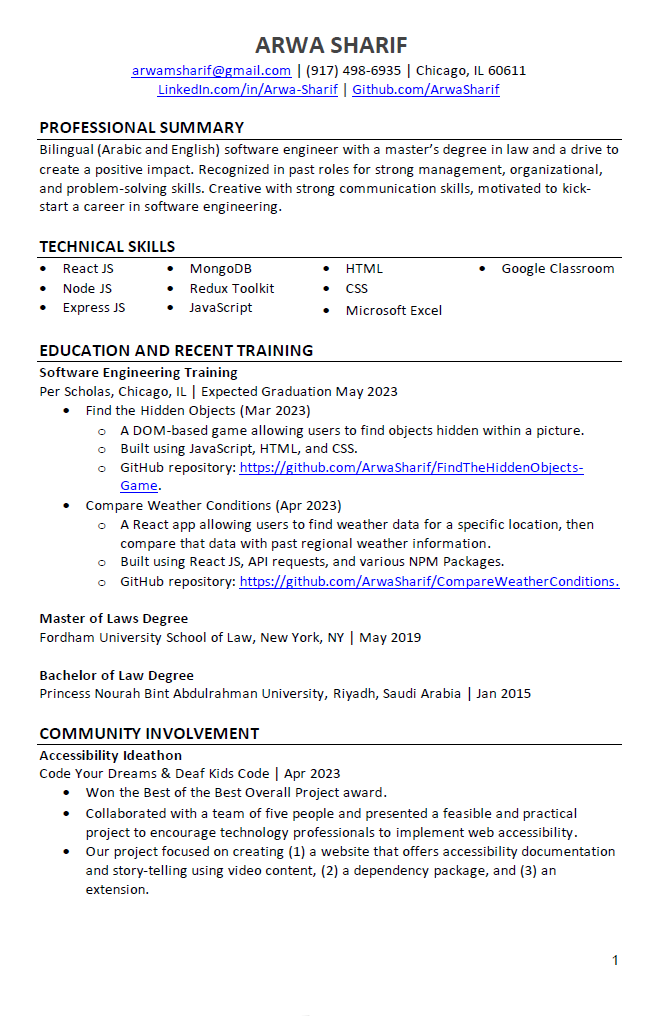 ARWA SHARIF
arwamsharif@gmail.com | (917) 498-6935 | Chicago, IL 60611
LinkedIn.com/in/Arwa-Sharif | Github.com/ArwaSharif
PROFESSIONAL SUMMARY
Bilingual (Arabic and English) software engineer with a master’s degree in law and a drive to
create a positive impact. Recognized in past roles for strong management, organizational,
and problem-solving skills. Creative with strong communication skills, motivated to kick-
start a career in software engineering.
TECHNICAL SKILLS
• React JS • MongoDB • HTML • Google Classroom
• Node JS • Redux Toolkit • CSS
• Express JS • JavaScript • Microsoft Excel
EDUCATION AND RECENT TRAINING
Software Engineering Training
Per Scholas, Chicago, IL | Expected Graduation May 2023
• Find the Hidden Objects (Mar 2023)
o A DOM-based game allowing users to find objects hidden within a picture.
o Built using JavaScript, HTML, and CSS.
o GitHub repository: https://github.com/ArwaSharif/FindTheHiddenObjects-
Game.
• Compare Weather Conditions (Apr 2023)
o A React app allowing users to find weather data for a specific location, then
compare that data with past regional weather information.
o Built using React JS, API requests, and various NPM Packages.
o GitHub repository: https://github.com/ArwaSharif/CompareWeatherConditions.
Master of Laws Degree
Fordham University School of Law, New York, NY | May 2019
Bachelor of Law Degree
Princess Nourah Bint Abdulrahman University, Riyadh, Saudi Arabia | Jan 2015
COMMUNITY INVOLVEMENT
Accessibility Ideathon
Code Your Dreams & Deaf Kids Code | Apr 2023
• Won the Best of the Best Overall Project award.
• Collaborated with a team of five people and presented a feasible and practical
project to encourage technology professionals to implement web accessibility.
• Our project focused on creating (1) a website that offers accessibility documentation
and story-telling using video content, (2) a dependency package, and (3) an
extension.
1